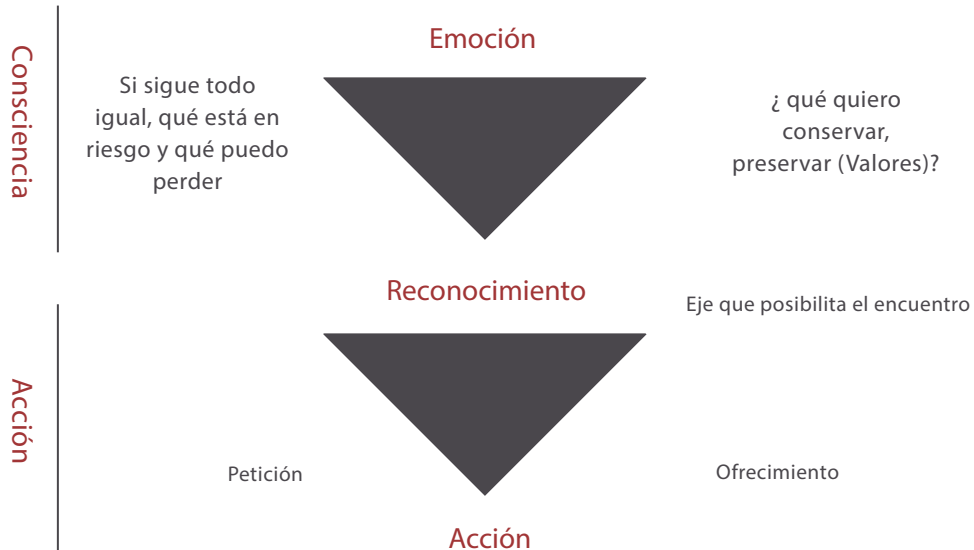 Consciencia
Emoción
Si sigue todo
igual, qué está en
riesgo y qué puedo
perder
¿ qué quiero
conservar,
preservar (Valores)?
Reconocimiento
Eje que posibilita el encuentro
Acción
Petición
Ofrecimiento
Acción